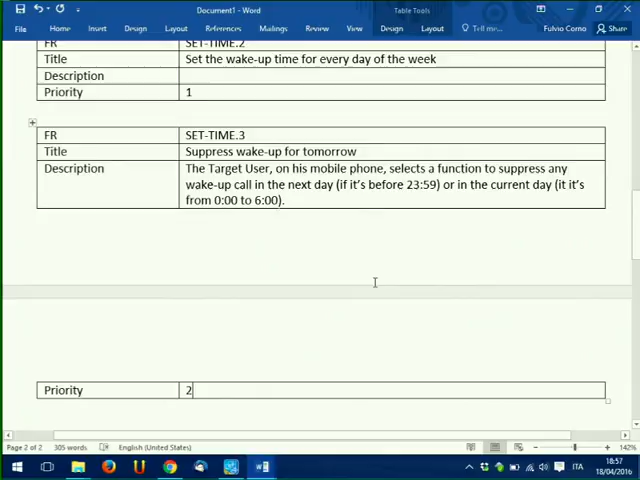 Document1 - Word
Table Tools
File Home Insert Design Layout References Mailings Review View Design Layout Tell me... Fulvio Corno Share
FR SET-TIME.2
Title Set the wake-up time for every day of the week
Description
Priority 1
FR SET-TIME.3
Title Suppress wake-up for tomorrow
Description The Target User, on his mobile phone, selects a function to suppress any
wake-up call in the next day (if it's before 23:59) or in the current day (it it's
from 0:00 to 6:00).
Priority 2
Page 2 of 2 305 words English (United States) 142%
ITA 18:57
18/04/2016